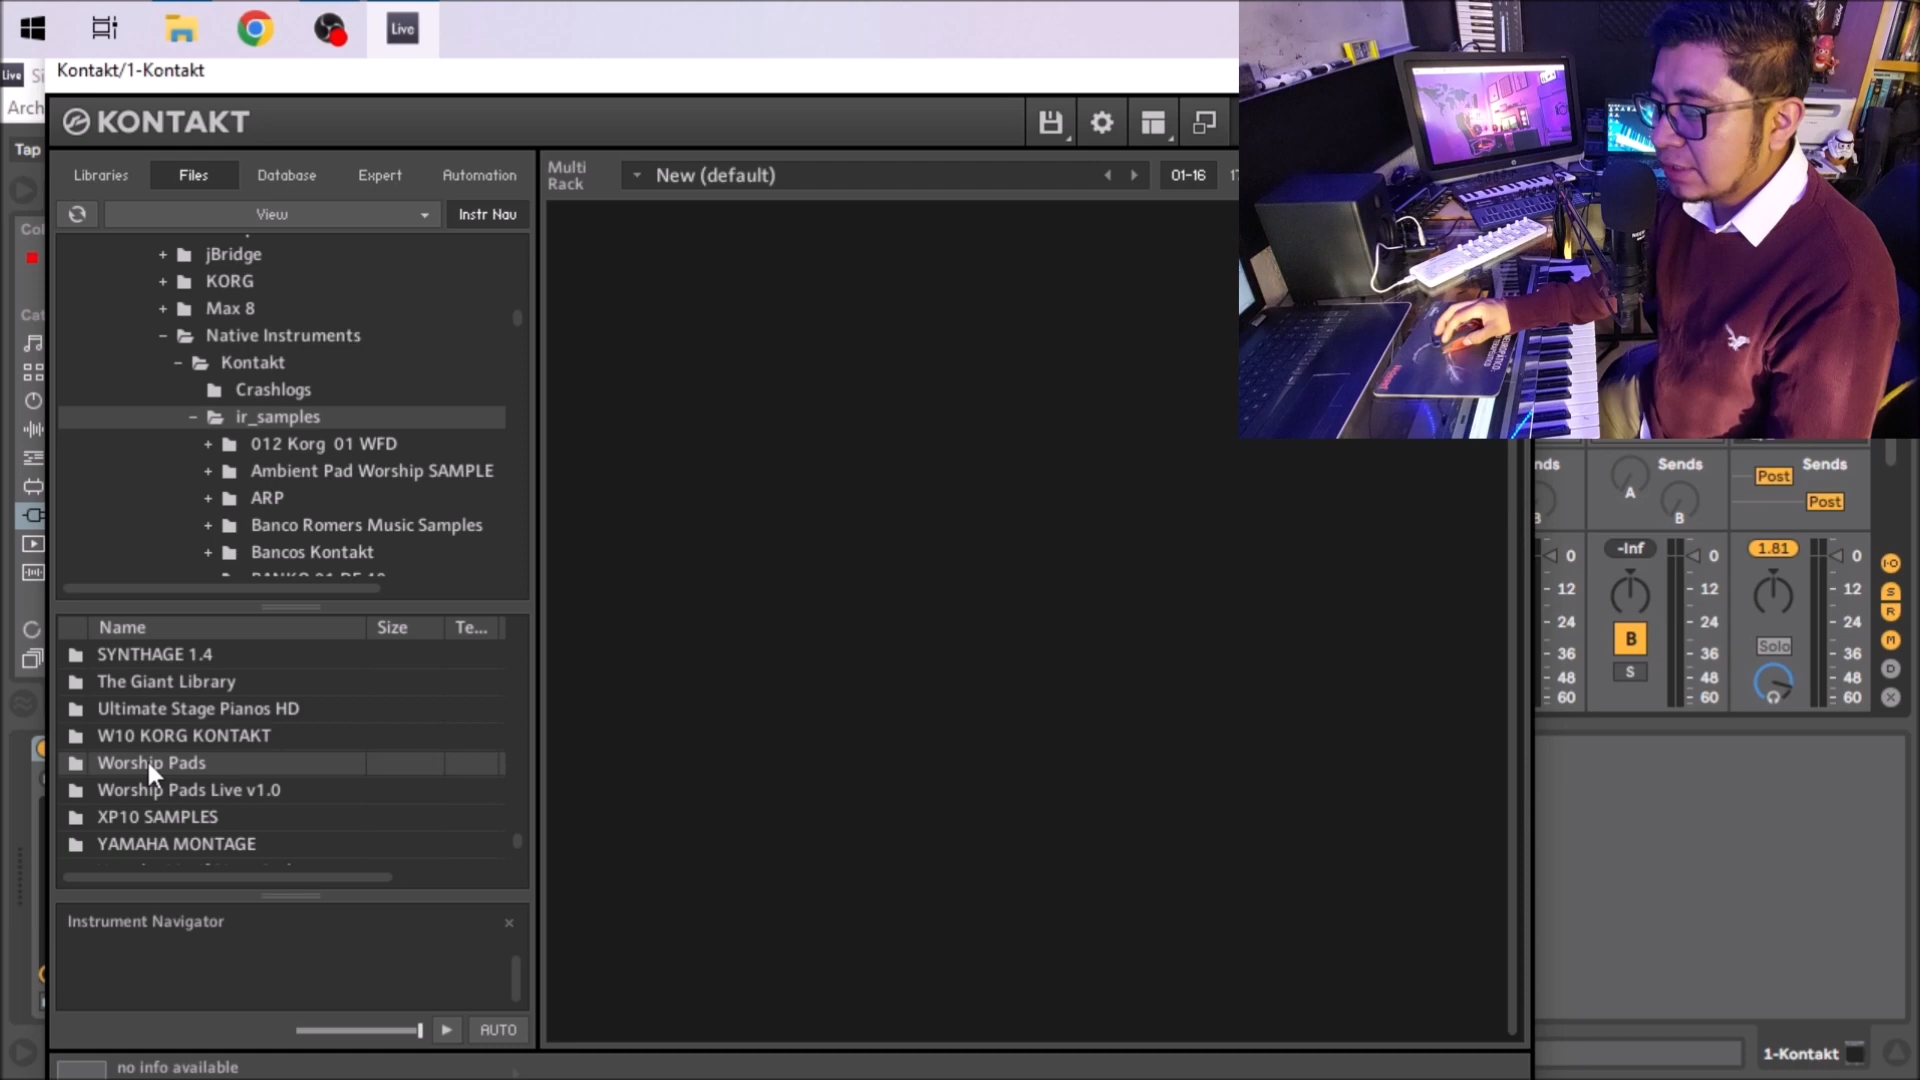 Live
Kontakt/1-Kontakt
Live
Arch
KONTAKT
Tap
Libraries
Files
Database
Expert
Automation
Multi
Rack
New (default)
01-16
View
Instr Nav
jBridge
KORG
Max 8
Native Instruments
Kontakt
Crashlogs
ir_samples
012 Korg 01 WFD
Ambient Pad Worship SAMPLE
ARP
Banco Romers Music Samples
Bancos Kontakt
Name
Size
Te...
SYNTHAGE 1.4
The Giant Library
Ultimate Stage Pianos HD
W10 KORG KONTAKT
Worship Pads
Worship Pads Live v1.0
XP10 SAMPLES
YAMAHA MONTAGE
Instrument Navigator
AUTO
no info available
Col
Cat
nds
Sends
Sends
A
B
Post
Post
-Inf
1.81
0
12
24
36
48
60
0
12
24
36
48
60
0
12
24
36
48
60
B
S
Solo
I-O
S
R
M
D
X
1-Kontakt